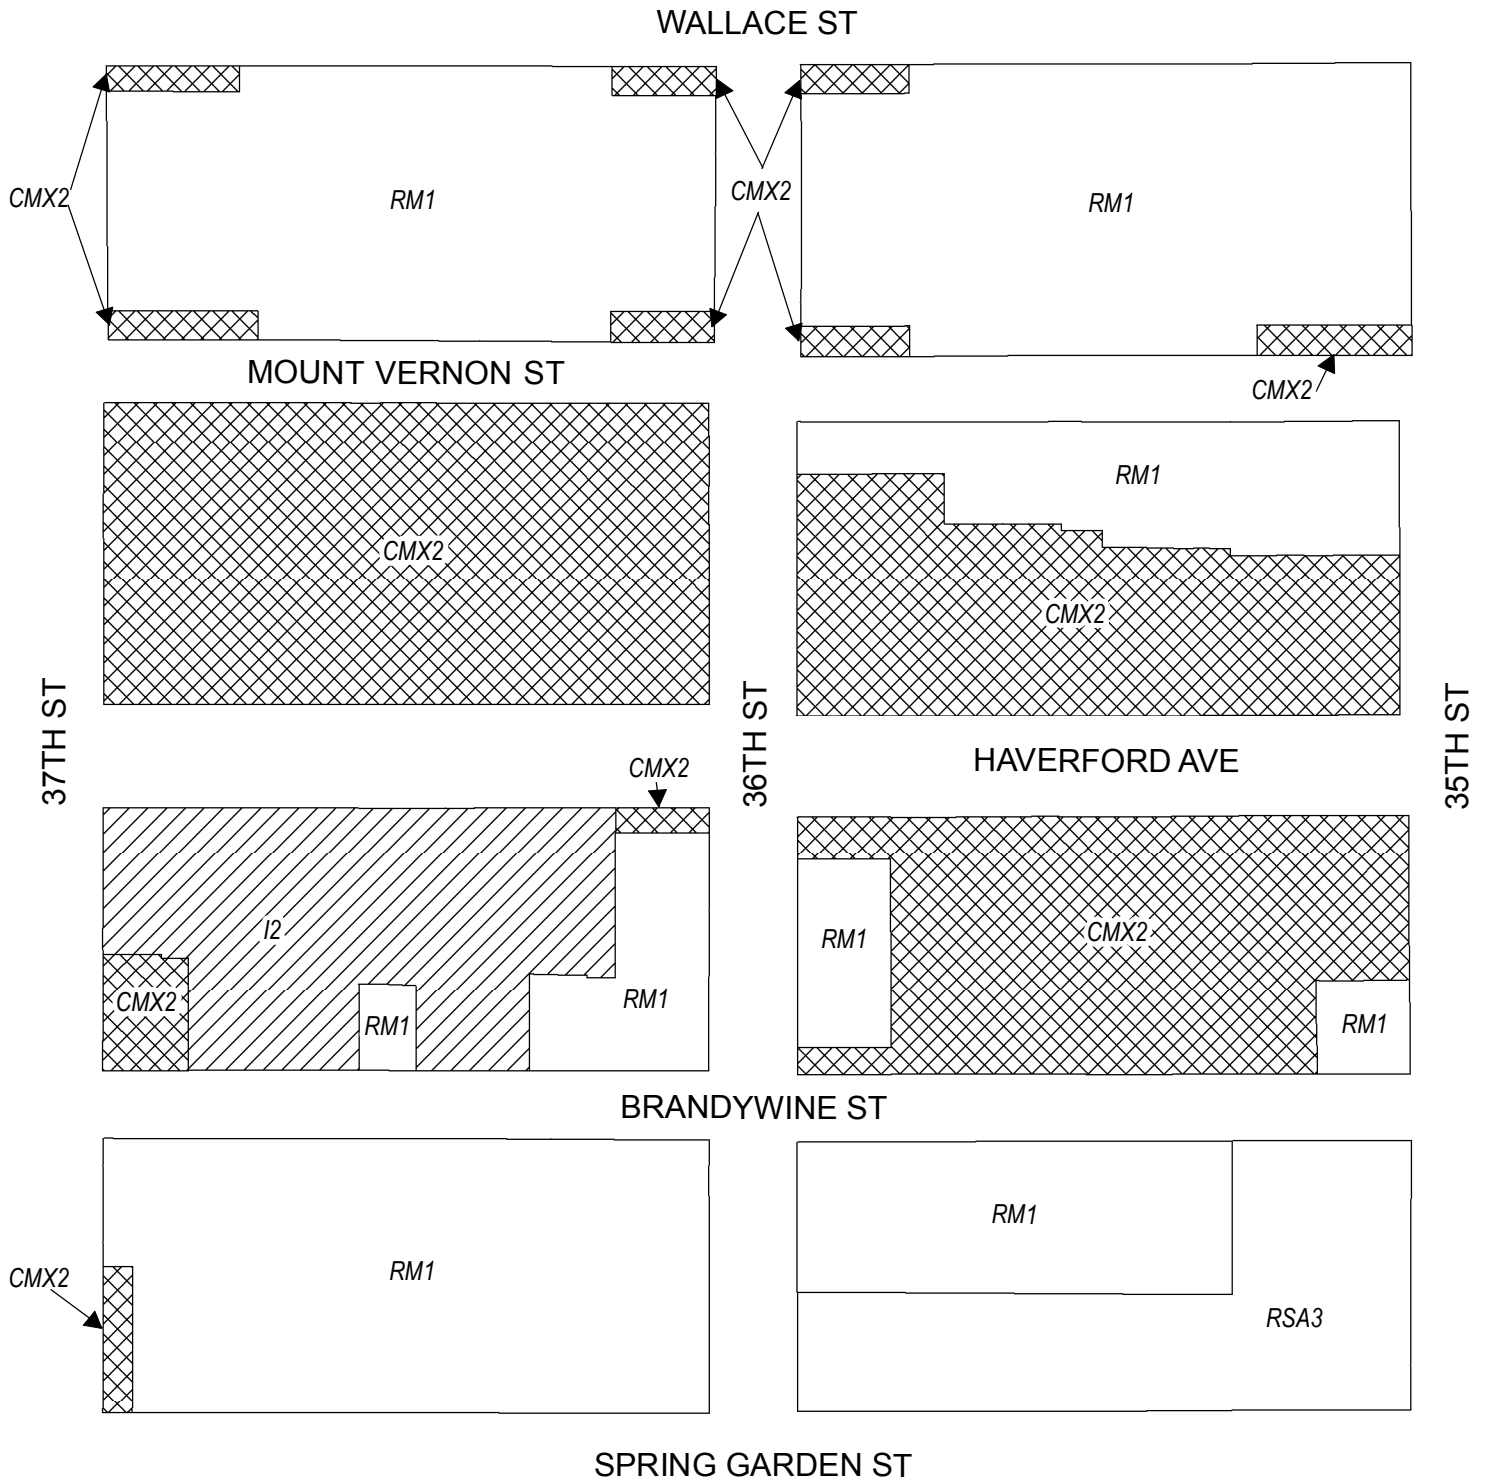 WALLACE ST
CMX2
RM1
CMX2
RM1
MOUNT VERNON ST
CMX2
RM1
CMX2
CMX2
37TH ST
36TH ST
35TH ST
HAVERFORD AVE
CMX2
I2
RM1
CMX2
CMX2
RM1
RM1
RM1
BRANDYWINE ST
RM1
CMX2
RM1
RSA3
SPRING GARDEN ST